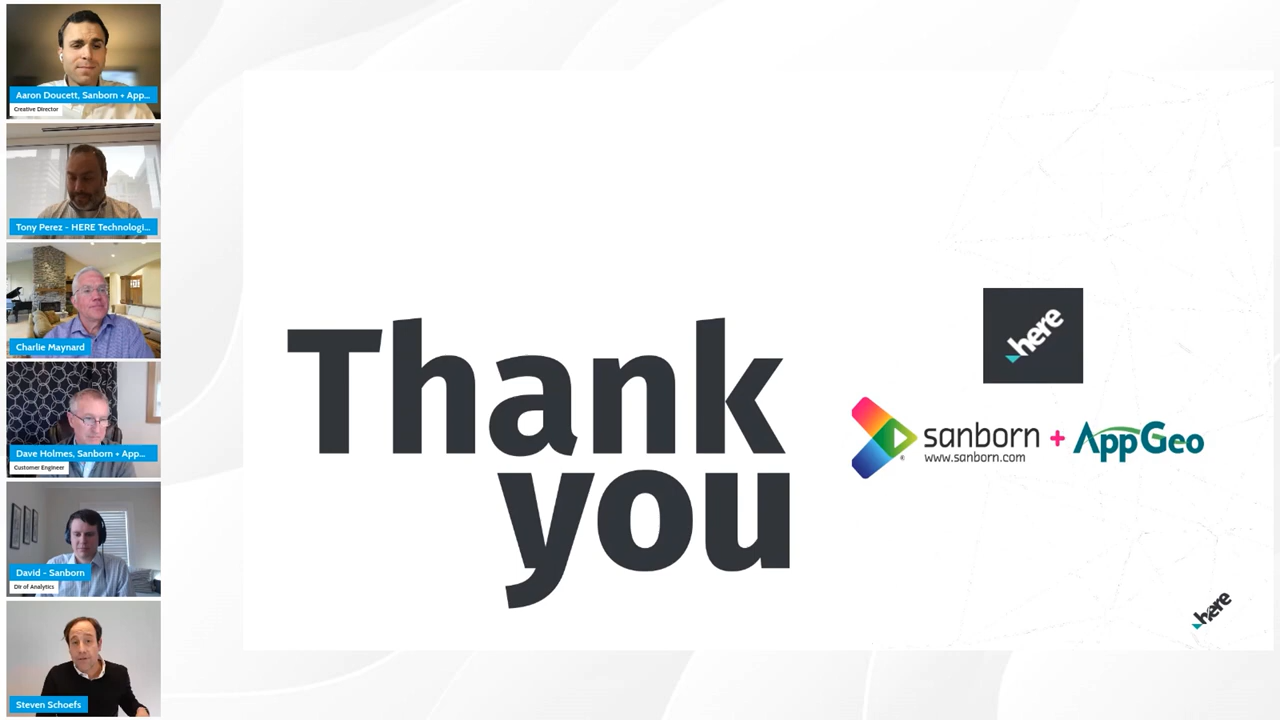 Aaron Doucett, Sanborn + App...
Creative Director
Tony Perez - HERE Technologi...
Charlie Maynard
Dave Holmes, Sanborn + App...
Customer Engineer
David - Sanborn
Dir of Analytics
Steven Schoefs
Thank
you
here
sanborn + AppGeo
www.sanborn.com
®
here